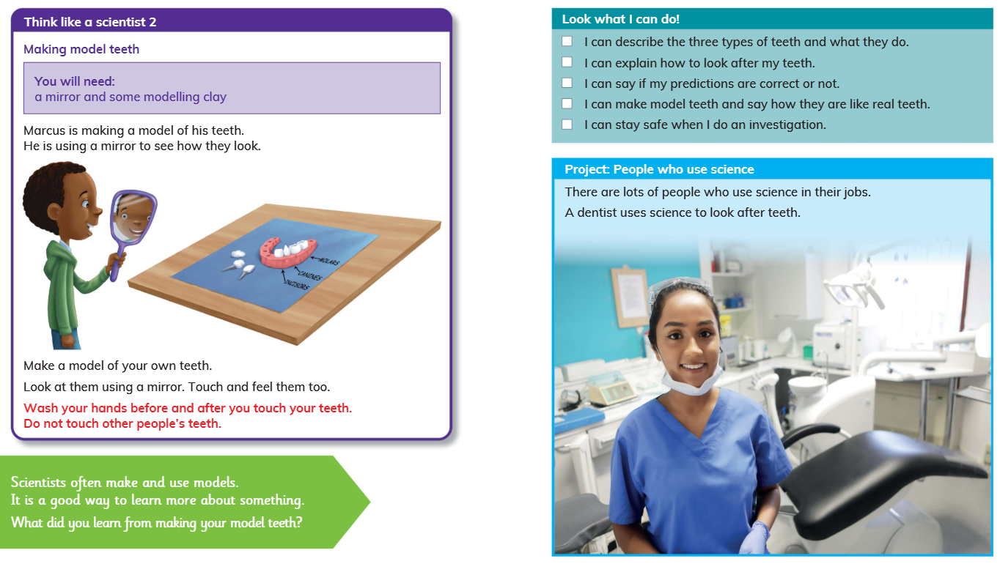 Think like a scientist 2
Making model teeth
You will need:
a mirror and some modelling clay
Marcus is making a model of his teeth.
He is using a mirror to see how they look.
MOLARS
CANINES
INCISORS
Make a model of your own teeth.
Look at them using a mirror. Touch and feel them too.
Wash your hands before and after you touch your teeth.
Do not touch other people's teeth.
Scientists often make and use models.
It is a good way to learn more about something.
What did you learn from making your model teeth?
Look what I can do!
I can describe the three types of teeth and what they do.
I can explain how to look after my teeth.
I can say if my predictions are correct or not.
I can make model teeth and say how they are like real teeth.
I can stay safe when I do an investigation.
Project: People who use science
There are lots of people who use science in their jobs.
A dentist uses science to look after teeth.